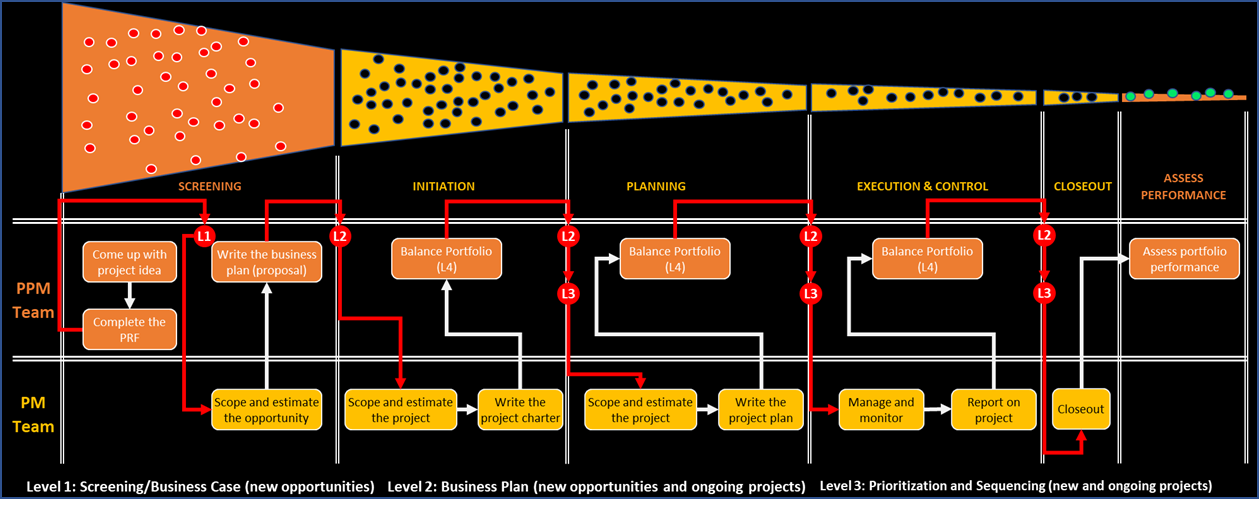 SCREENING
INITIATION
PLANNING
EXECUTION & CONTROL
CLOSEOUT
ASSESS
PERFORMANCE
L1
L2
L2
L2
L2
Come up with
project idea
Write the business
plan (proposal)
Balance Portfolio
(L4)
Balance Portfolio
(L4)
Balance Portfolio
(L4)
Assess portfolio
performance
PPM
Team
L3
L3
L3
Complete the
PRF
PM
Team
Scope and estimate
the opportunity
Scope and estimate
the project
Write the
project charter
Scope and estimate
the project
Write the
project plan
Manage and
monitor
Report on
project
Closeout
Level 1: Screening/Business Case (new opportunities)
Level 2: Business Plan (new opportunities and ongoing projects)
Level 3: Prioritization and Sequencing (new and ongoing projects)